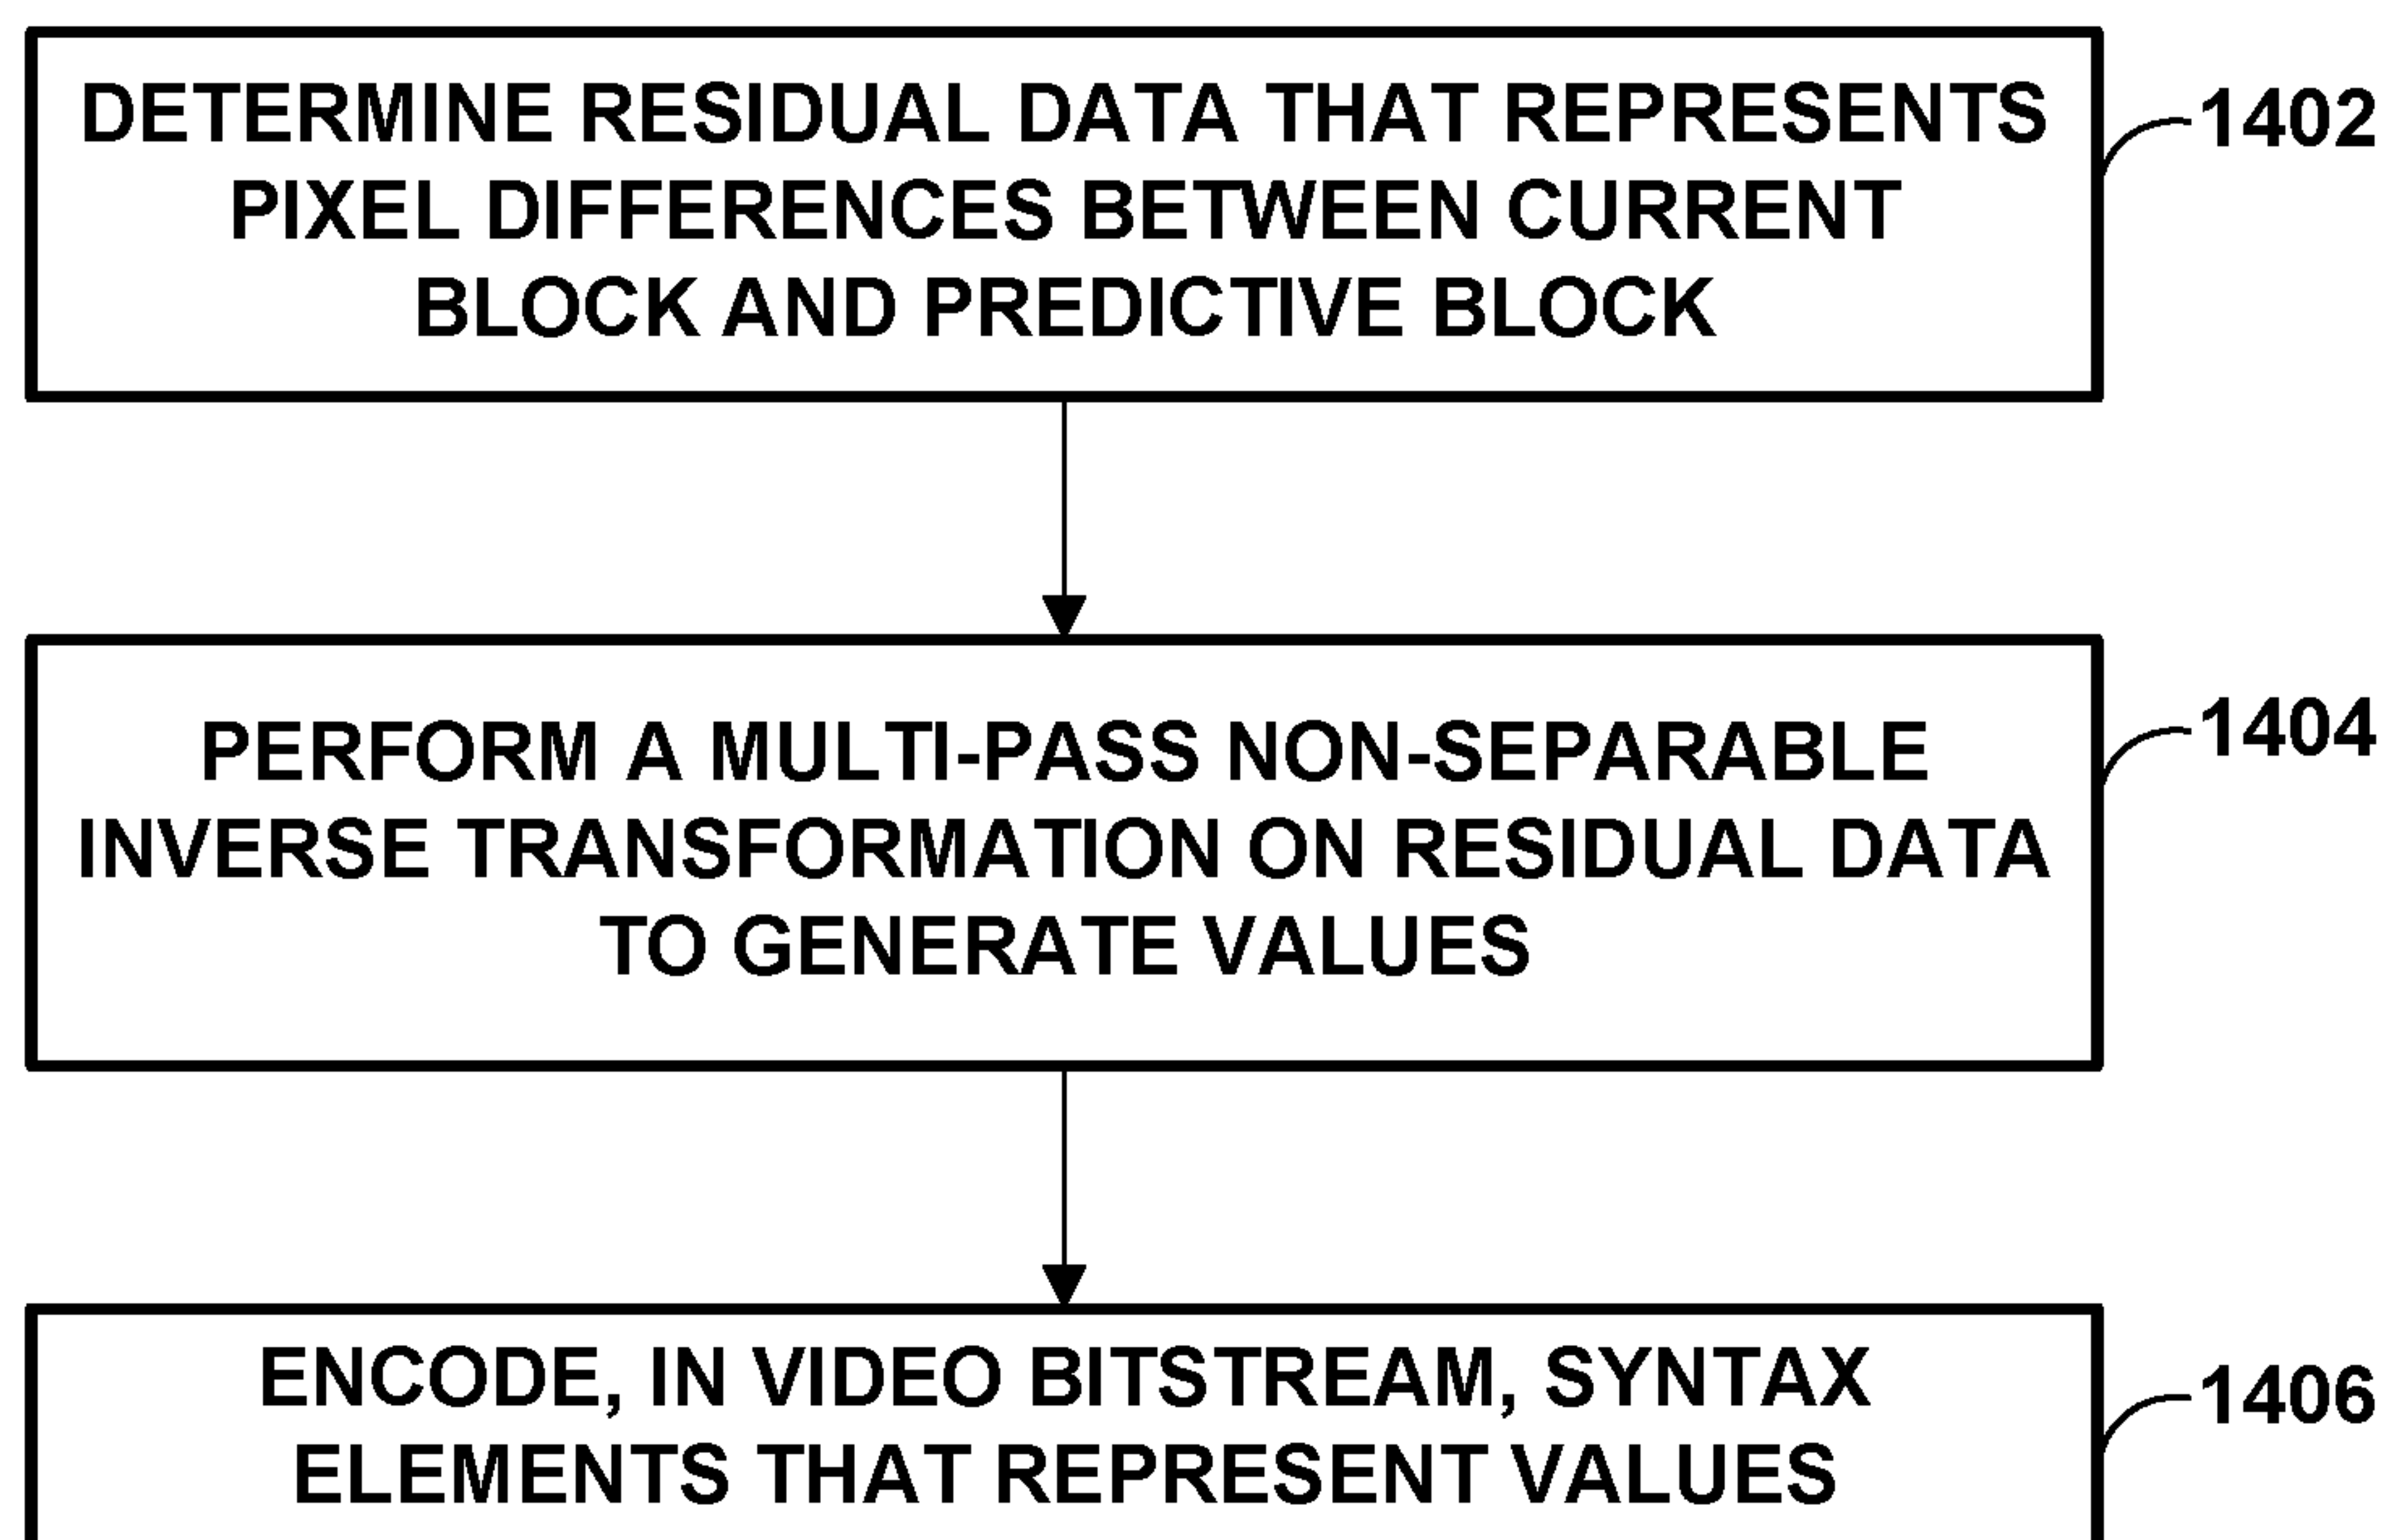 DETERMINE RESIDUAL DATA THAT REPRESENTS
PIXEL DIFFERENCES BETWEEN CURRENT
BLOCK AND PREDICTIVE BLOCK
1402
PERFORM A MULTI-PASS NON-SEPARABLE
INVERSE TRANSFORMATION ON RESIDUAL DATA
TO GENERATE VALUES
1404
ENCODE, IN VIDEO BITSTREAM, SYNTAX
ELEMENTS THAT REPRESENT VALUES
1406